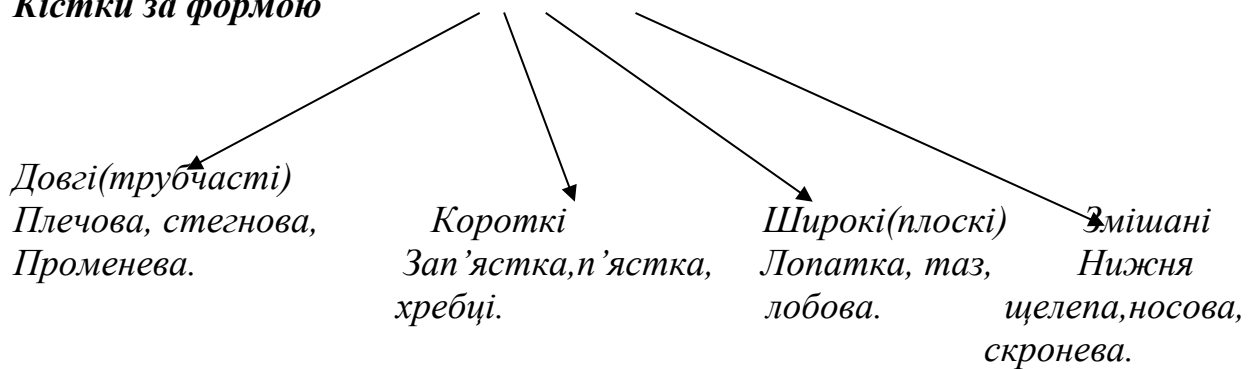 Кістки за формою
Довгі(трубчасті)
Плечова, стегнова,
Променева.
Короткі
Зап’ястка,п’ястка,
хребці.
Широкі(плоскі)
Лопатка, таз,
лобова.
Змішані
Нижня
щелепа,носова,
скронева.